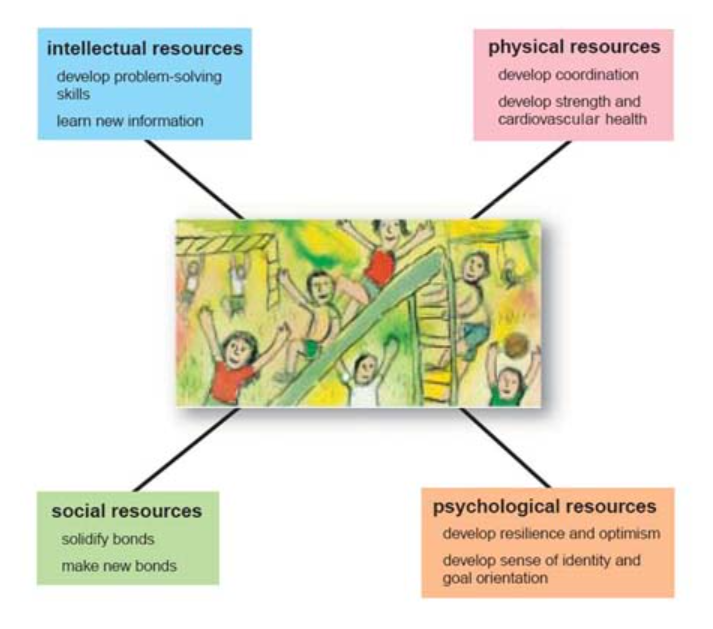 intellectual resources
develop problem-solving
skills
learn new information
physical resources
develop coordination
develop strength and
cardiovascular health
social resources
solidify bonds
make new bonds
psychological resources
develop resilience and optimism
develop sense of identity and
goal orientation